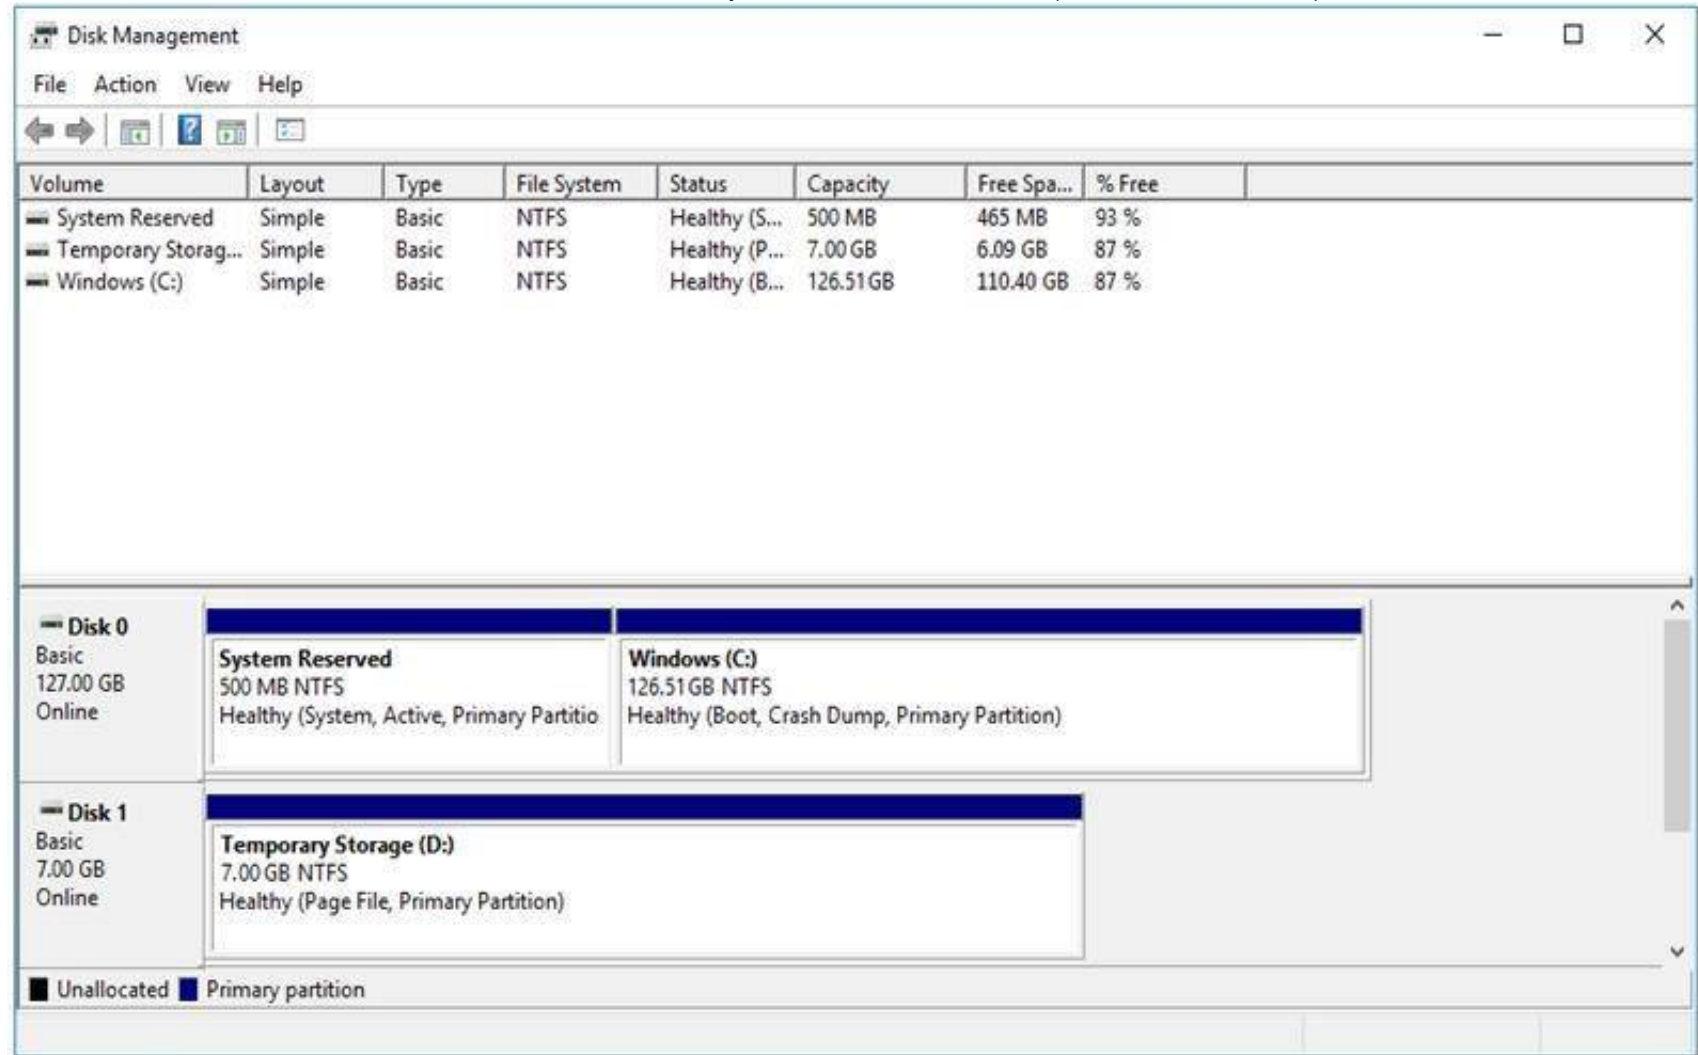 Disk Management
File Action View Help
Volume Layout Type File System Status Capacity Free Spa... % Free
System Reserved Simple Basic NTFS Healthy (S... 500 MB 465 MB 93 %
Temporary Storag... Simple Basic NTFS Healthy (P... 7.00 GB 6.09 GB 87 %
Windows (C:) Simple Basic NTFS Healthy (B... 126.51 GB 110.40 GB 87 %
Disk 0
Basic
127.00 GB
Online
System Reserved
500 MB NTFS
Healthy (System, Active, Primary Partitio
Windows (C:)
126.51 GB NTFS
Healthy (Boot, Crash Dump, Primary Partition)
Disk 1
Basic
7.00 GB
Online
Temporary Storage (D:)
7.00 GB NTFS
Healthy (Page File, Primary Partition)
Unallocated Primary partition